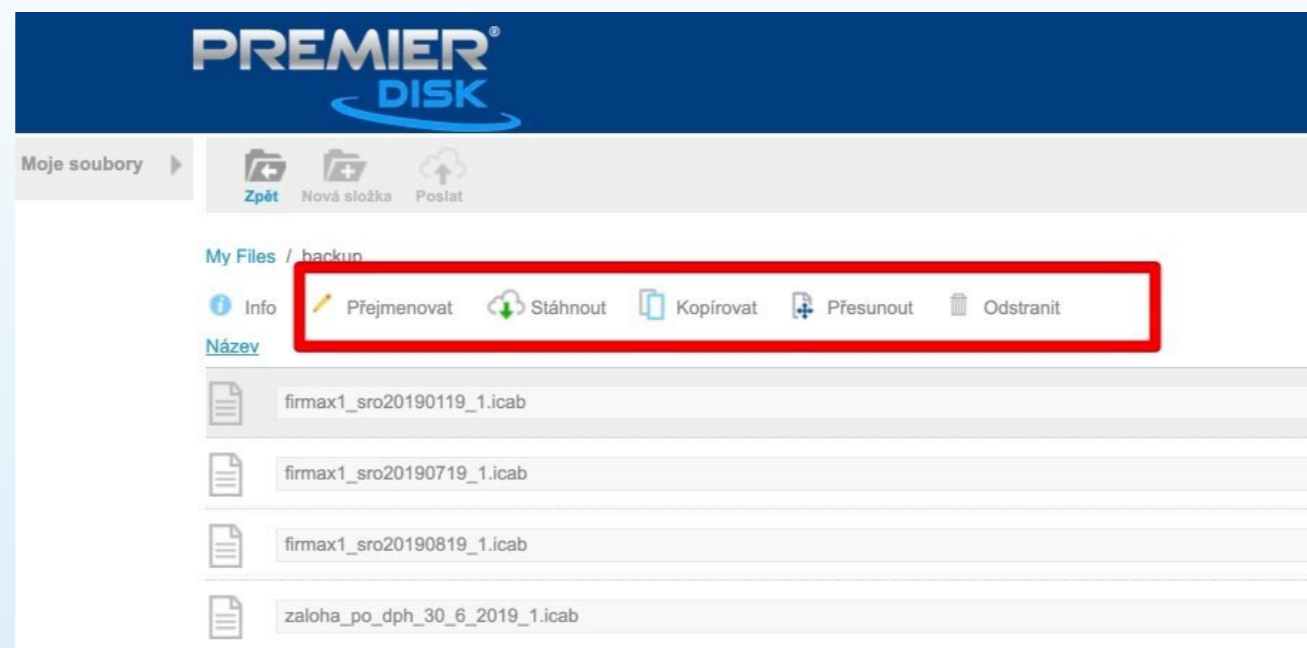 PREMIER®
DISK
Moje soubory
Zpět Nová složka Poslat
My Files / backup
Info Přejmenovat Stáhnout Kopírovat Přesunout Odstranit
Název
firmax1_sro20190119_1.icab
firmax1_sro20190719_1.icab
firmax1_sro20190819_1.icab
zaloha_po_dph_30_6_2019_1.icab